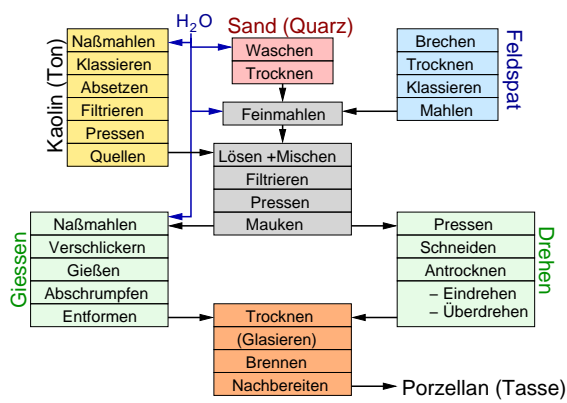 H2O
Sand (Quarz)
Kaolin (Ton)
Naßmahlen
Klassieren
Absetzen
Filtrieren
Pressen
Quellen
Waschen
Trocknen
Feldspat
Brechen
Trocknen
Klassieren
Mahlen
Feinmahlen
Lösen +Mischen
Filtrieren
Pressen
Mauken
Giessen
Naßmahlen
Verschlickern
Gießen
Abschrumpfen
Entformen
Drehen
Pressen
Schneiden
Antrocknen
– Eindrehen
– Überdrehen
Trocknen
(Glasieren)
Brennen
Nachbereiten
Porzellan (Tasse)